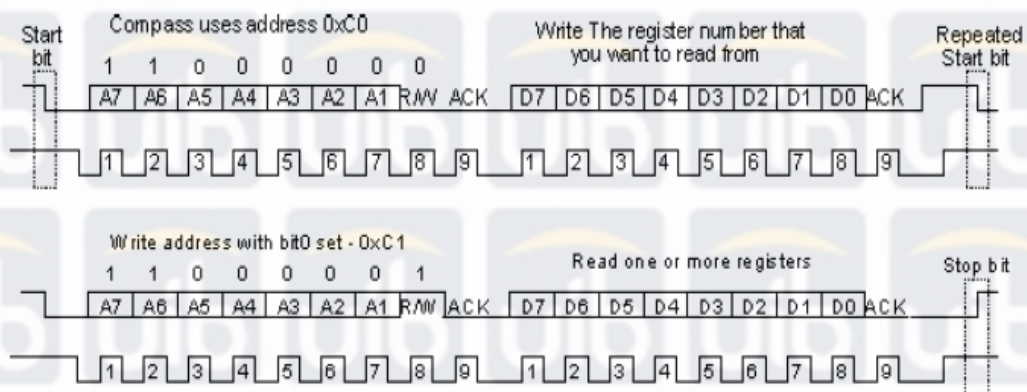 Compass uses address 0xC0
Write The register number that
you want to read from
Start
bit
Repeated
Start bit
1 1 0 0 0 0 0 0
A7 A6 A5 A4 A3 A2 A1 R/W ACK D7 D6 D5 D4 D3 D2 D1 D0 ACK
1 2 3 4 5 6 7 8 9 1 2 3 4 5 6 7 8 9
Write address with bit0 set - 0xC1
Read one or more registers
Stop bit
1 1 0 0 0 0 0 1
A7 A6 A5 A4 A3 A2 A1 R/W ACK D7 D6 D5 D4 D3 D2 D1 D0 ACK
1 2 3 4 5 6 7 8 9 1 2 3 4 5 6 7 8 9